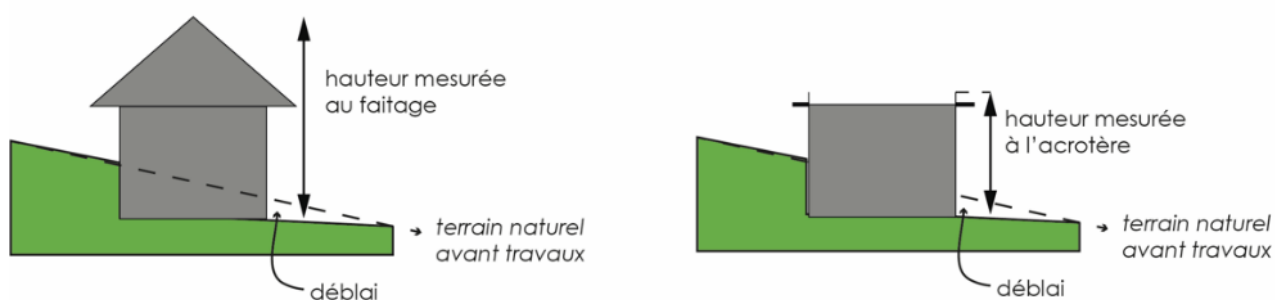 hauteur mesurée
au faitage
terrain naturel
avant travaux
déblai
hauteur mesurée
à l'acrotère
terrain naturel
avant travaux
déblai